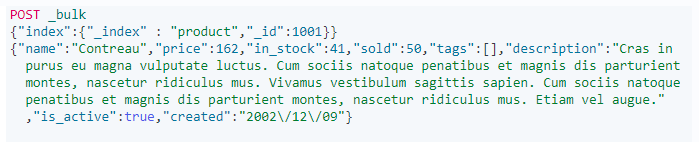 POST _bulk
{"index":{"_index" : "product","_id":1001}}
{"name":"Contreau","price":162,"in_stock":41,"sold":50,"tags":[],"description":"Cras in
purus eu magna vulputate luctus. Cum sociis natoque penatibus et magnis dis parturient
montes, nascetur ridiculus mus. Vivamus vestibulum sagittis sapien. Cum sociis natoque
penatibus et magnis dis parturient montes, nascetur ridiculus mus. Etiam vel augue."
,"is_active":true,"created":"2002\/12\/09"}